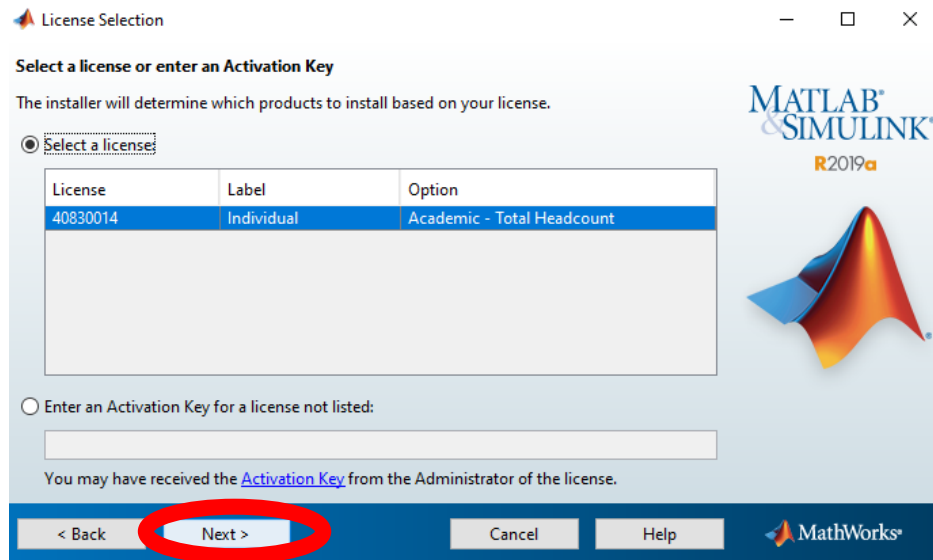 License Selection
Select a license or enter an Activation Key
The installer will determine which products to install based on your license.
MATLAB®
&SIMULINK®
R2019a
Select a license:
License Label Option
40830014 Individual Academic - Total Headcount
Enter an Activation Key for a license not listed:
You may have received the Activation Key from the Administrator of the license.
< Back Next > Cancel Help MathWorks®